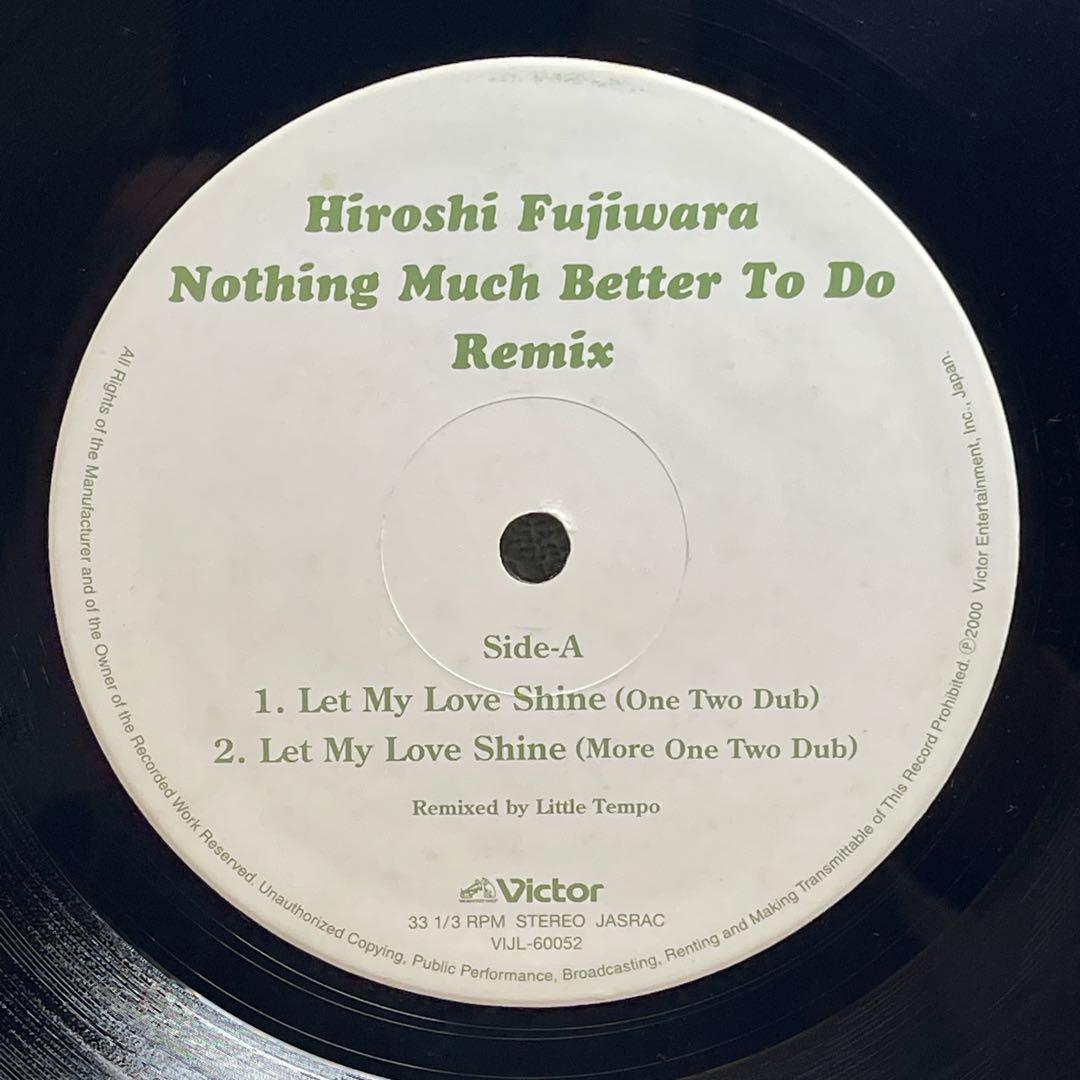 Hiroshi Fujiwara
Nothing Much Better To Do
Remix
Side-A
1. Let My Love Shine (One Two Dub)
2. Let My Love Shine (More One Two Dub)
Remixed by Little Tempo
Victor
33 1/3 RPM STEREO JASRAC
VIJL-60052
All Rights of the Manufacturer and of the Owner of the Recorded Work Reserved. Unauthorized Copying, Public Performance, Broadcasting, Renting and Making Transmittable of This Record Prohibited. Ⓟ2000 Victor Entertainment, Inc., Japan.